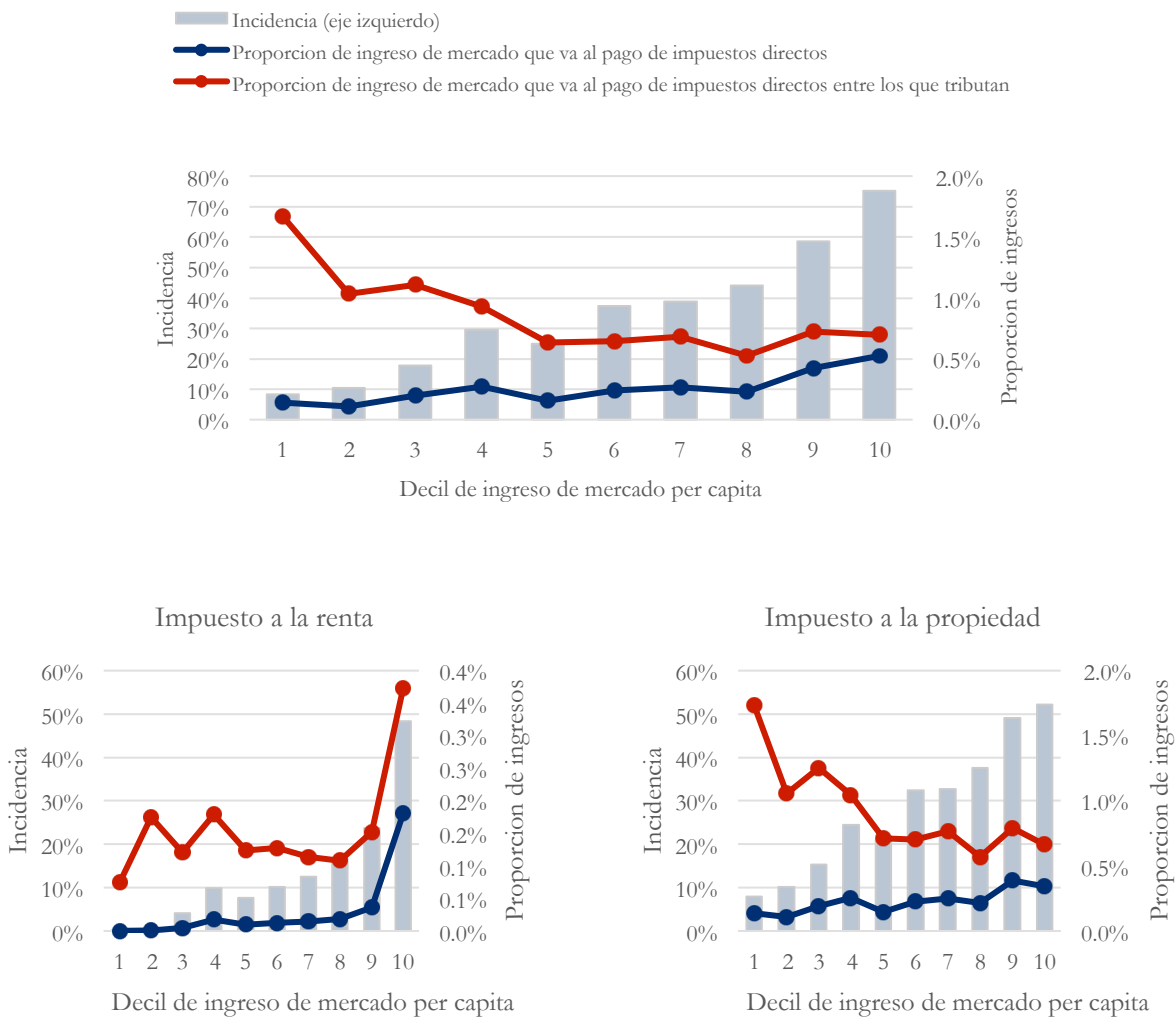 Incidencia (eje izquierdo)
Proporcion de ingreso de mercado que va al pago de impuestos directos
Proporcion de ingreso de mercado que va al pago de impuestos directos entre los que tributan
80%
70%
60%
50%
40%
30%
20%
10%
0%
Incidencia
2.0%
1.5%
1.0%
0.5%
0.0%
Proporcion de ingresos
1 2 3 4 5 6 7 8 9 10
Decil de ingreso de mercado per capita
Impuesto a la renta
60%
50%
40%
30%
20%
10%
0%
Incidencia
0.4%
0.4%
0.3%
0.3%
0.2%
0.2%
0.1%
0.1%
0.0%
Proporcion de ingresos
1 2 3 4 5 6 7 8 9 10
Decil de ingreso de mercado per capita
Impuesto a la propiedad
60%
50%
40%
30%
20%
10%
0%
Incidencia
2.0%
1.5%
1.0%
0.5%
0.0%
Proporcion de ingresos
1 2 3 4 5 6 7 8 9 10
Decil de ingreso de mercado per capita